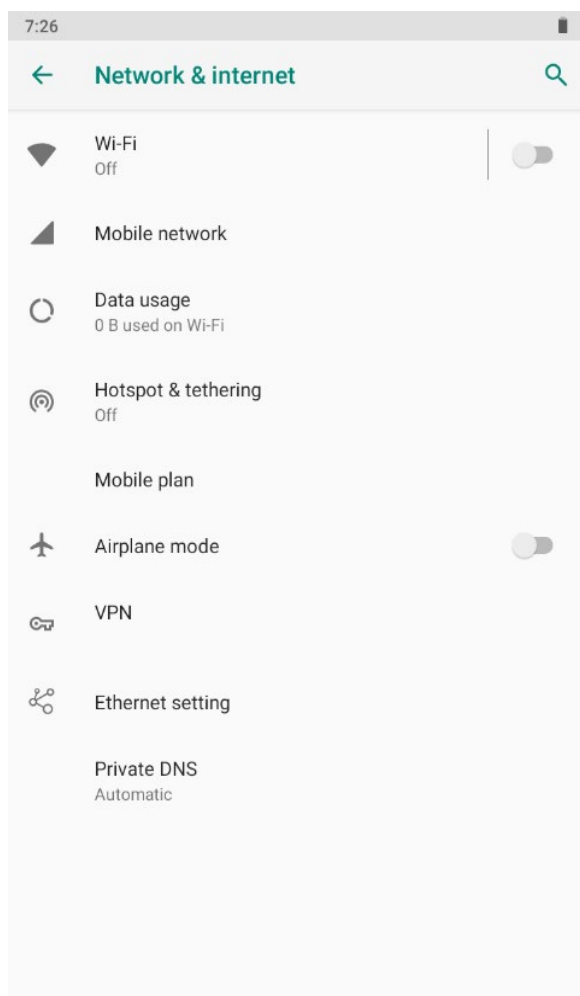 7:26
Network & internet
Wi-Fi
Off
Mobile network
Data usage
0 B used on Wi-Fi
Hotspot & tethering
Off
Mobile plan
Airplane mode
VPN
Ethernet setting
Private DNS
Automatic